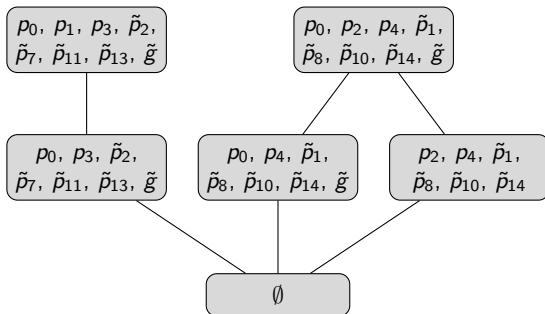 p₀, p₁, p₃, p̃₂,
p̃₇, p̃₁₁, p̃₁₃, g̃
p₀, p₂, p₄, p̃₁,
p̃₈, p̃₁₀, p̃₁₄, g̃
p₀, p₃, p̃₂,
p̃₇, p̃₁₁, p̃₁₃, g̃
p₀, p₄, p̃₁,
p̃₈, p̃₁₀, p̃₁₄, g̃
p₂, p₄, p̃₁,
p̃₈, p̃₁₀, p̃₁₄
∅